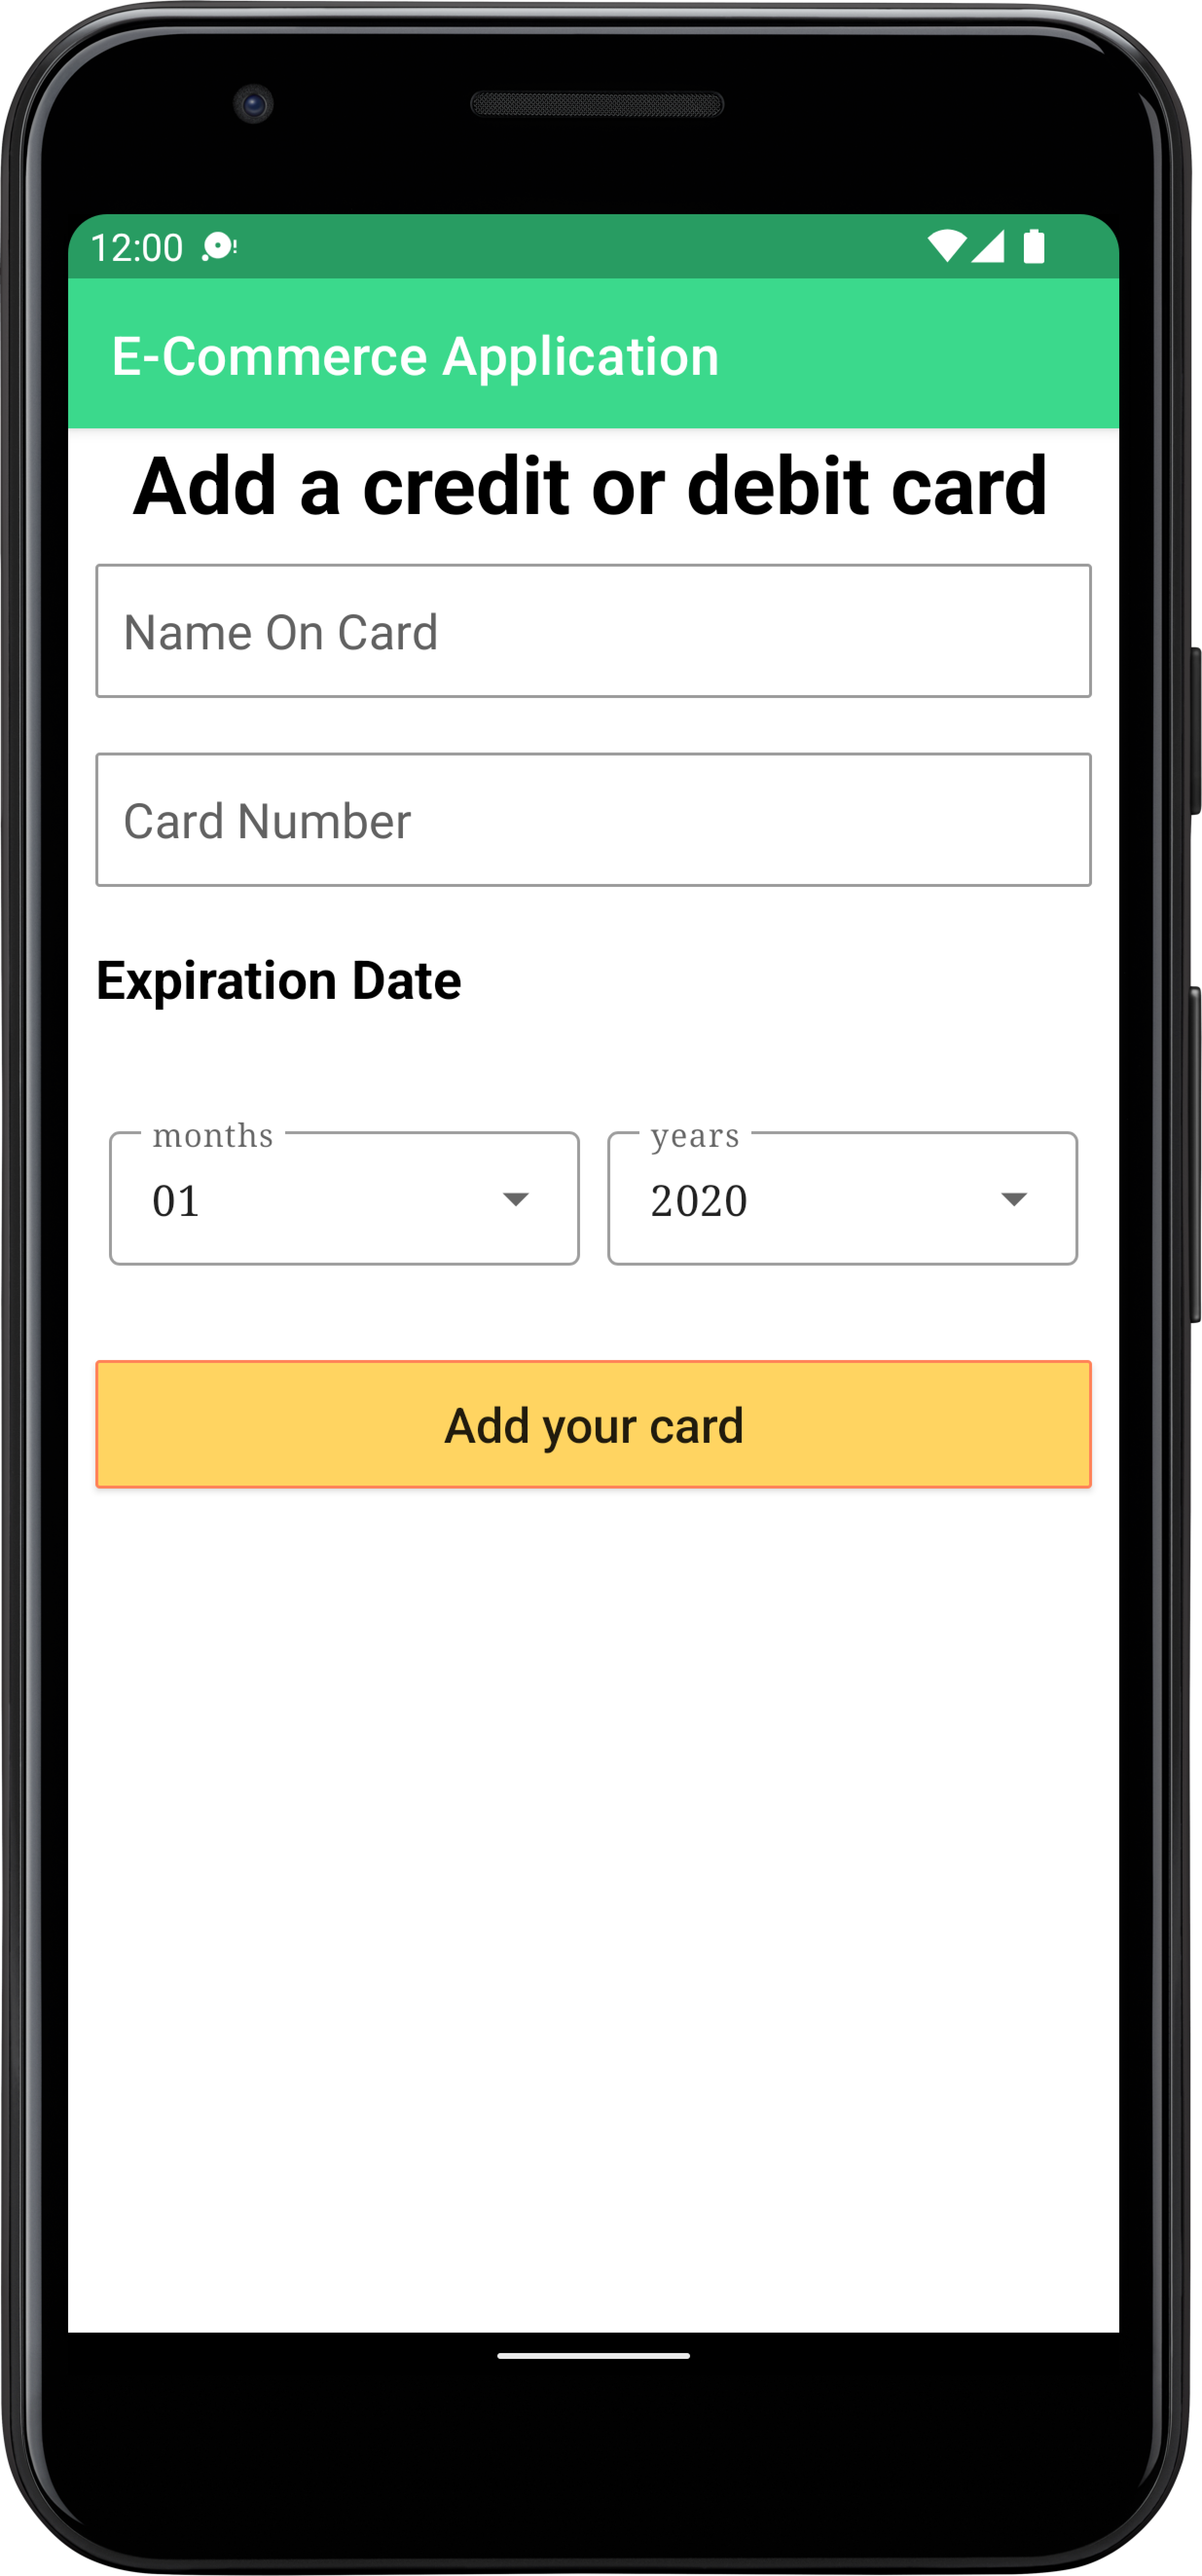 12:00
E-Commerce Application
Add a credit or debit card
Name On Card
Card Number
Expiration Date
months years
01 2020
Add your card